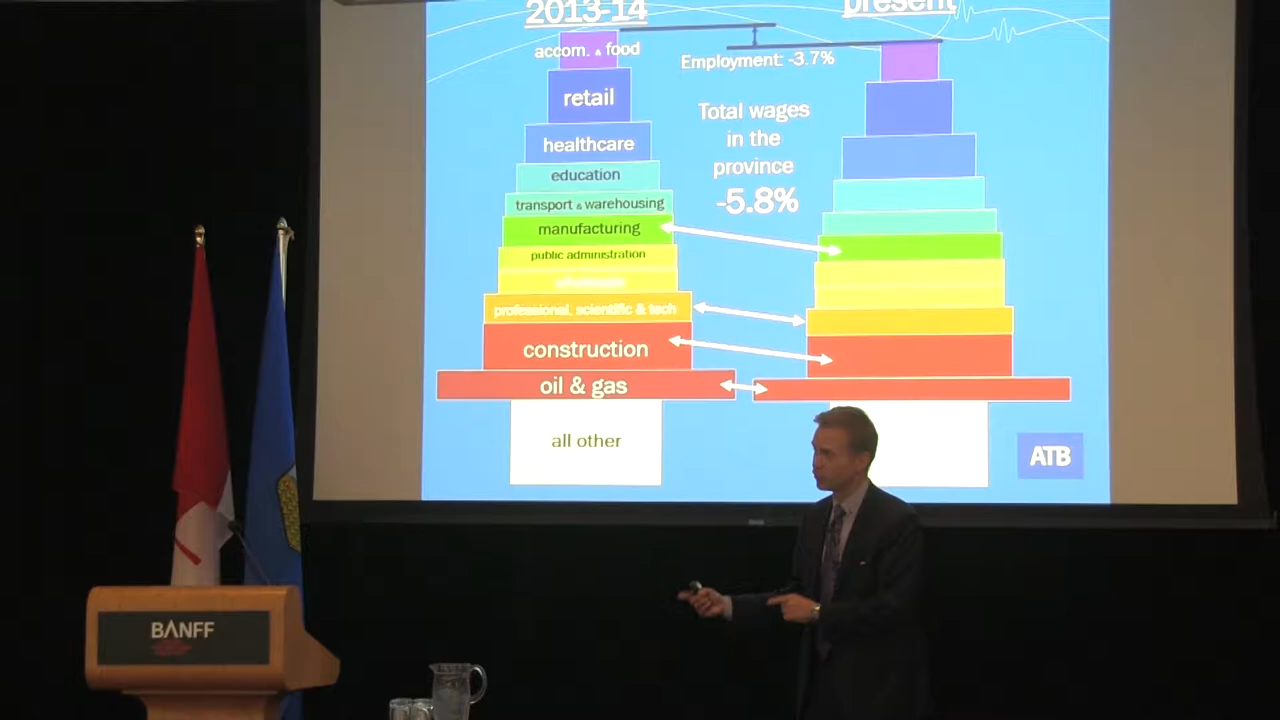 2013-14
present
accom. & food
Employment: -3.7%
retail
Total wages
in the
province
-5.8%
healthcare
education
transport & warehousing
manufacturing
public administration
professional, scientific & tech
construction
oil & gas
all other
ATB
BANFF